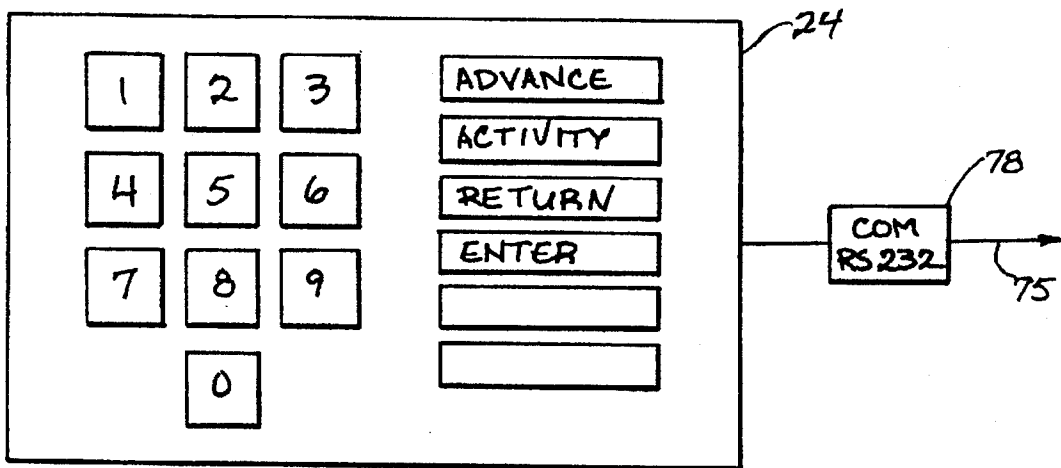 24
1 2 3
ADVANCE
4 5 6
ACTIVITY
RETURN
7 8 9
ENTER
0
78
COM
RS 232
75